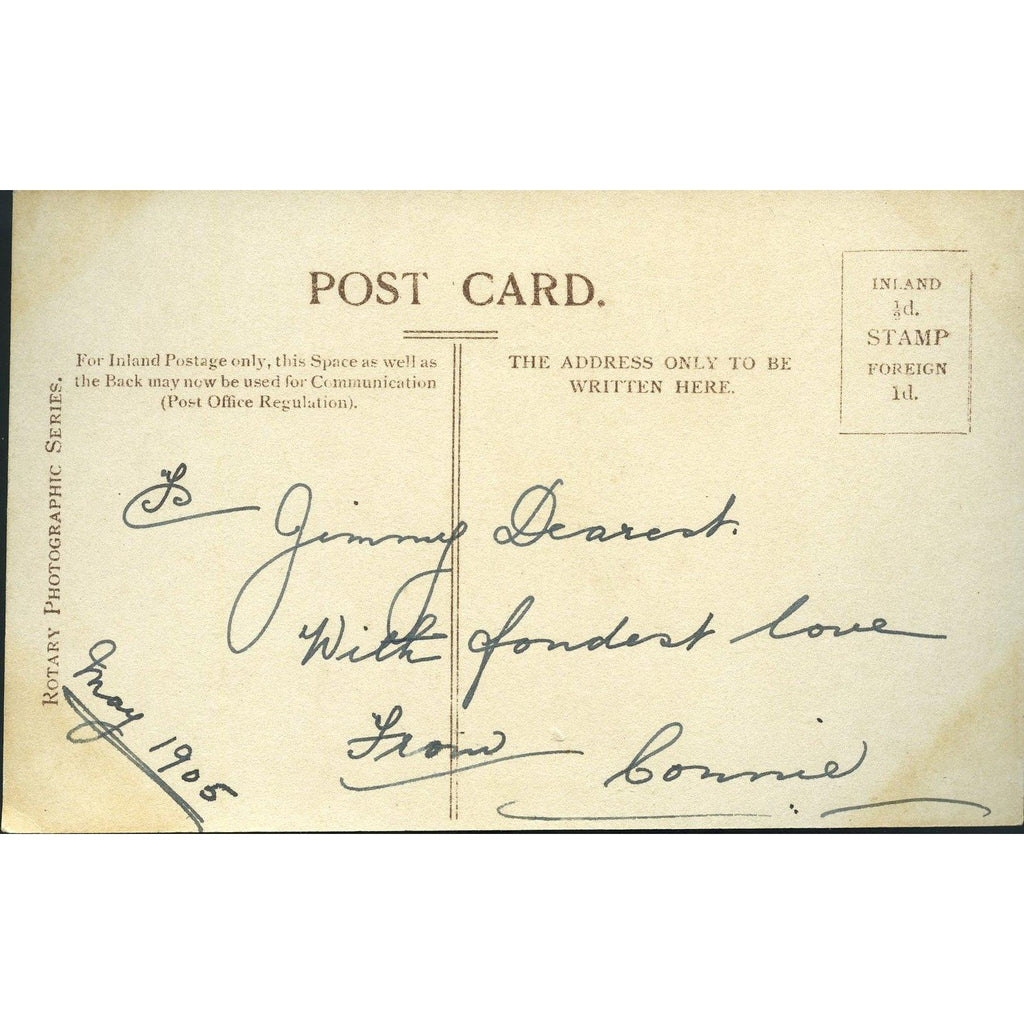 POST CARD.
INLAND
½d.
STAMP
FOREIGN
1d.
For Inland Postage only, this Space as well as
the Back may now be used for Communication
(Post Office Regulation).
THE ADDRESS ONLY TO BE
WRITTEN HERE.
ROTARY PHOTOGRAPHIC SERIES.
To Jimmy Dearest.
With fondest love
From Connie
May 1905